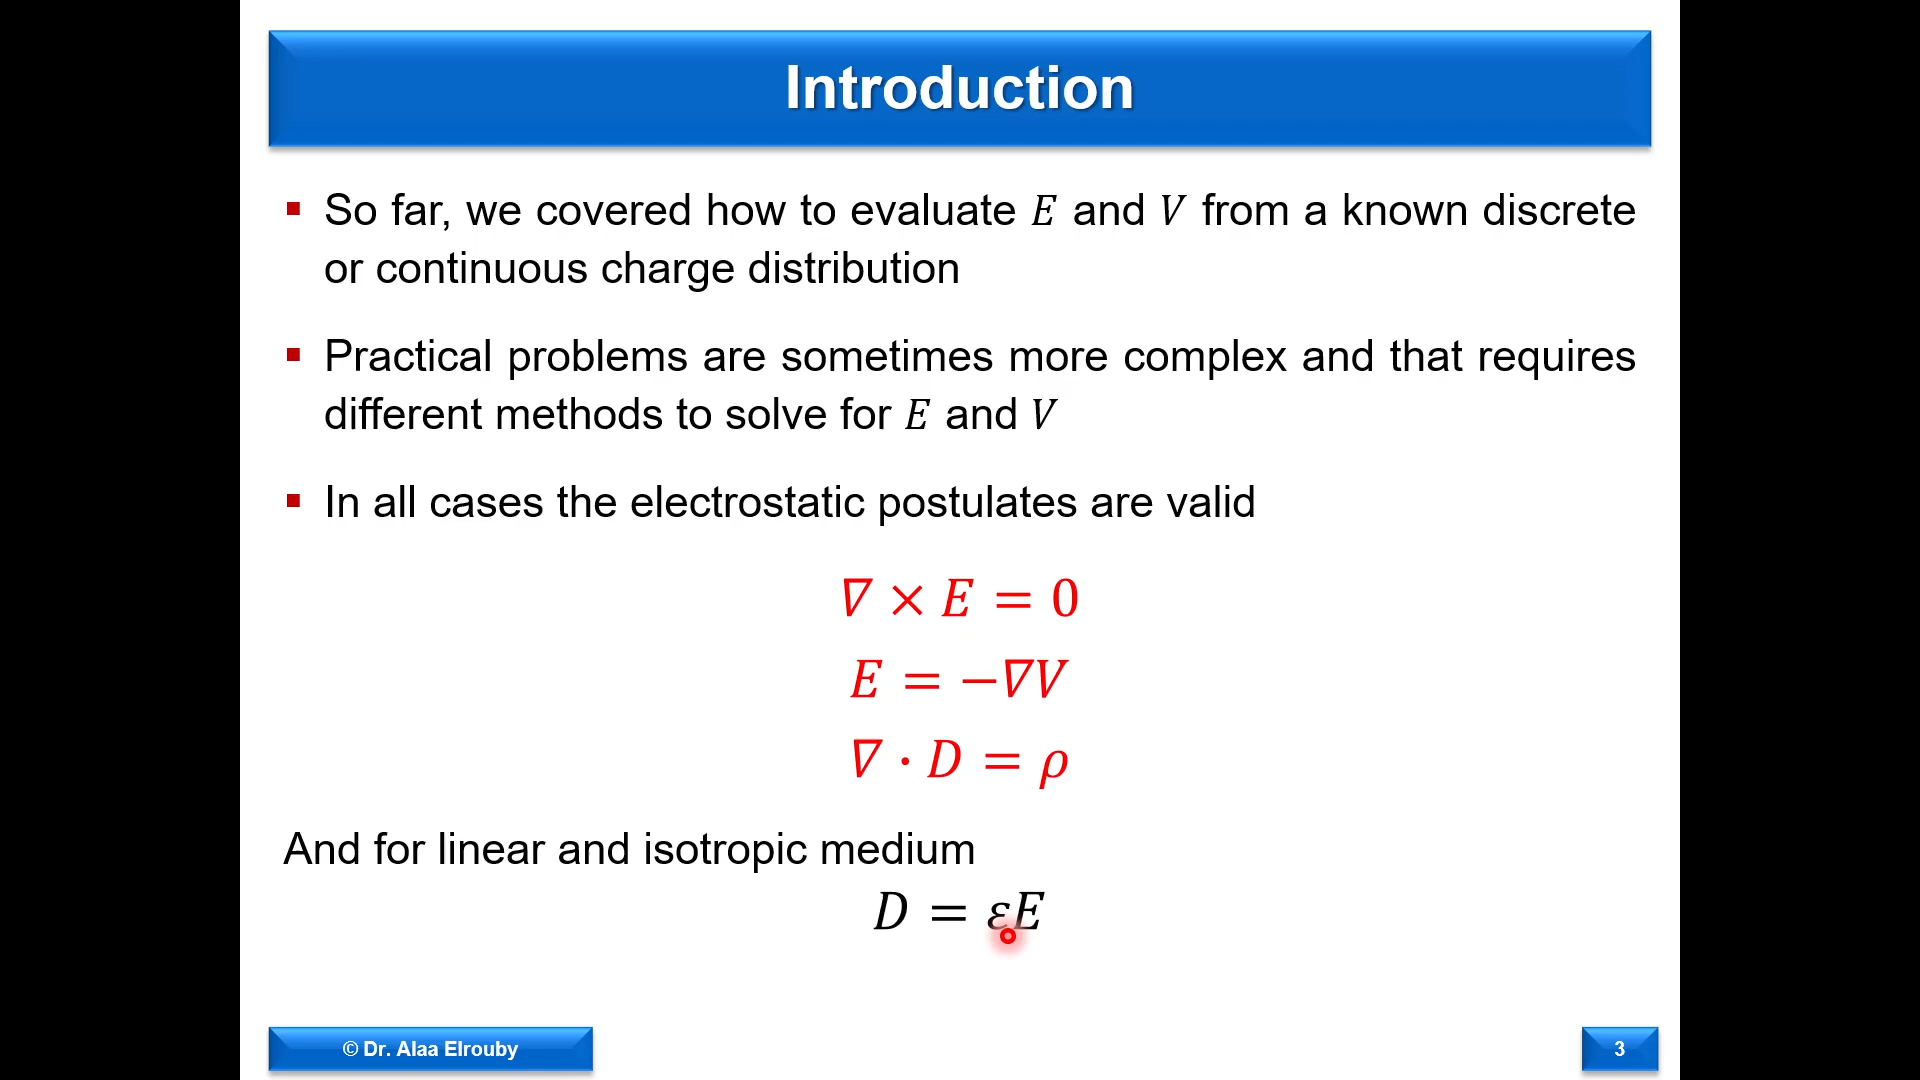 Introduction
▪ So far, we covered how to evaluate 𝐸 and 𝑉 from a known discrete
or continuous charge distribution
▪ Practical problems are sometimes more complex and that requires
different methods to solve for 𝐸 and 𝑉
▪ In all cases the electrostatic postulates are valid
∇ × 𝐸 = 0
𝐸 = −∇𝑉
∇ · 𝐷 = 𝜌
And for linear and isotropic medium
𝐷 = 𝜀𝐸
© Dr. Alaa Elrouby
3